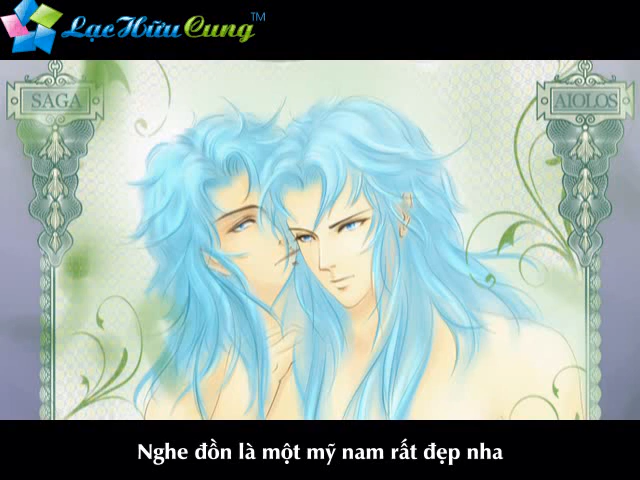 LạcHữuCung™
SAGA
AIOLOS
Nghe đồn là một mỹ nam rất đẹp nha